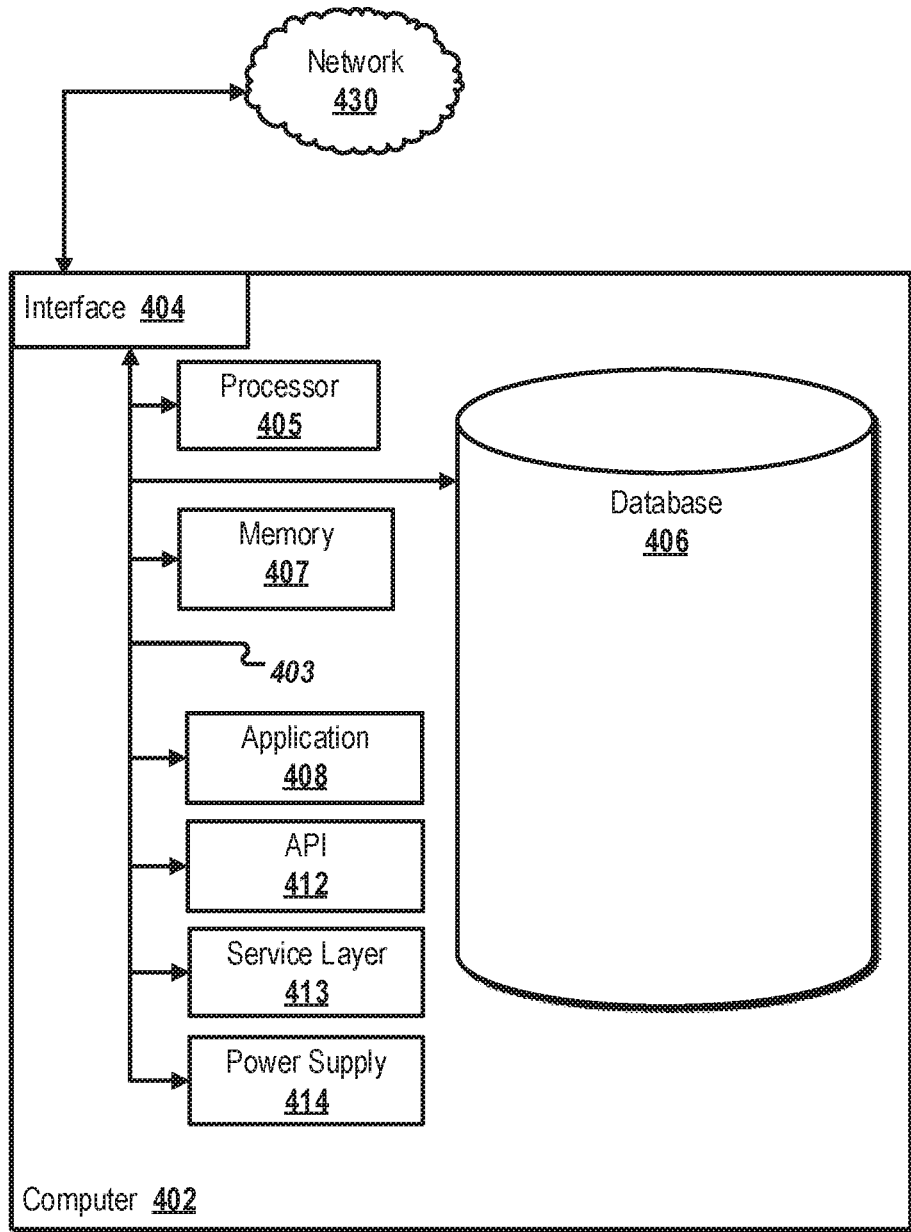 Network
430
Interface 404
Processor
405
Database
406
Memory
407
403
Application
408
API
412
Service Layer
413
Power Supply
414
Computer 402